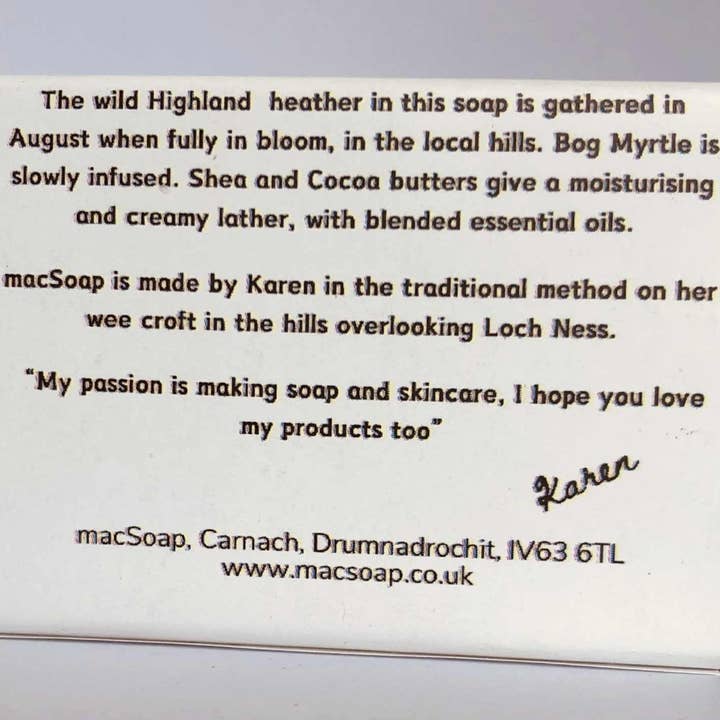 The wild Highland heather in this soap is gathered in
August when fully in bloom, in the local hills. Bog Myrtle is
slowly infused. Shea and Cocoa butters give a moisturising
and creamy lather, with blended essential oils.
macSoap is made by Karen in the traditional method on her
wee croft in the hills overlooking Loch Ness.
“My passion is making soap and skincare, I hope you love
my products too”
Karen
macSoap, Carnach, Drumnadrochit, IV63 6TL
www.macsoap.co.uk